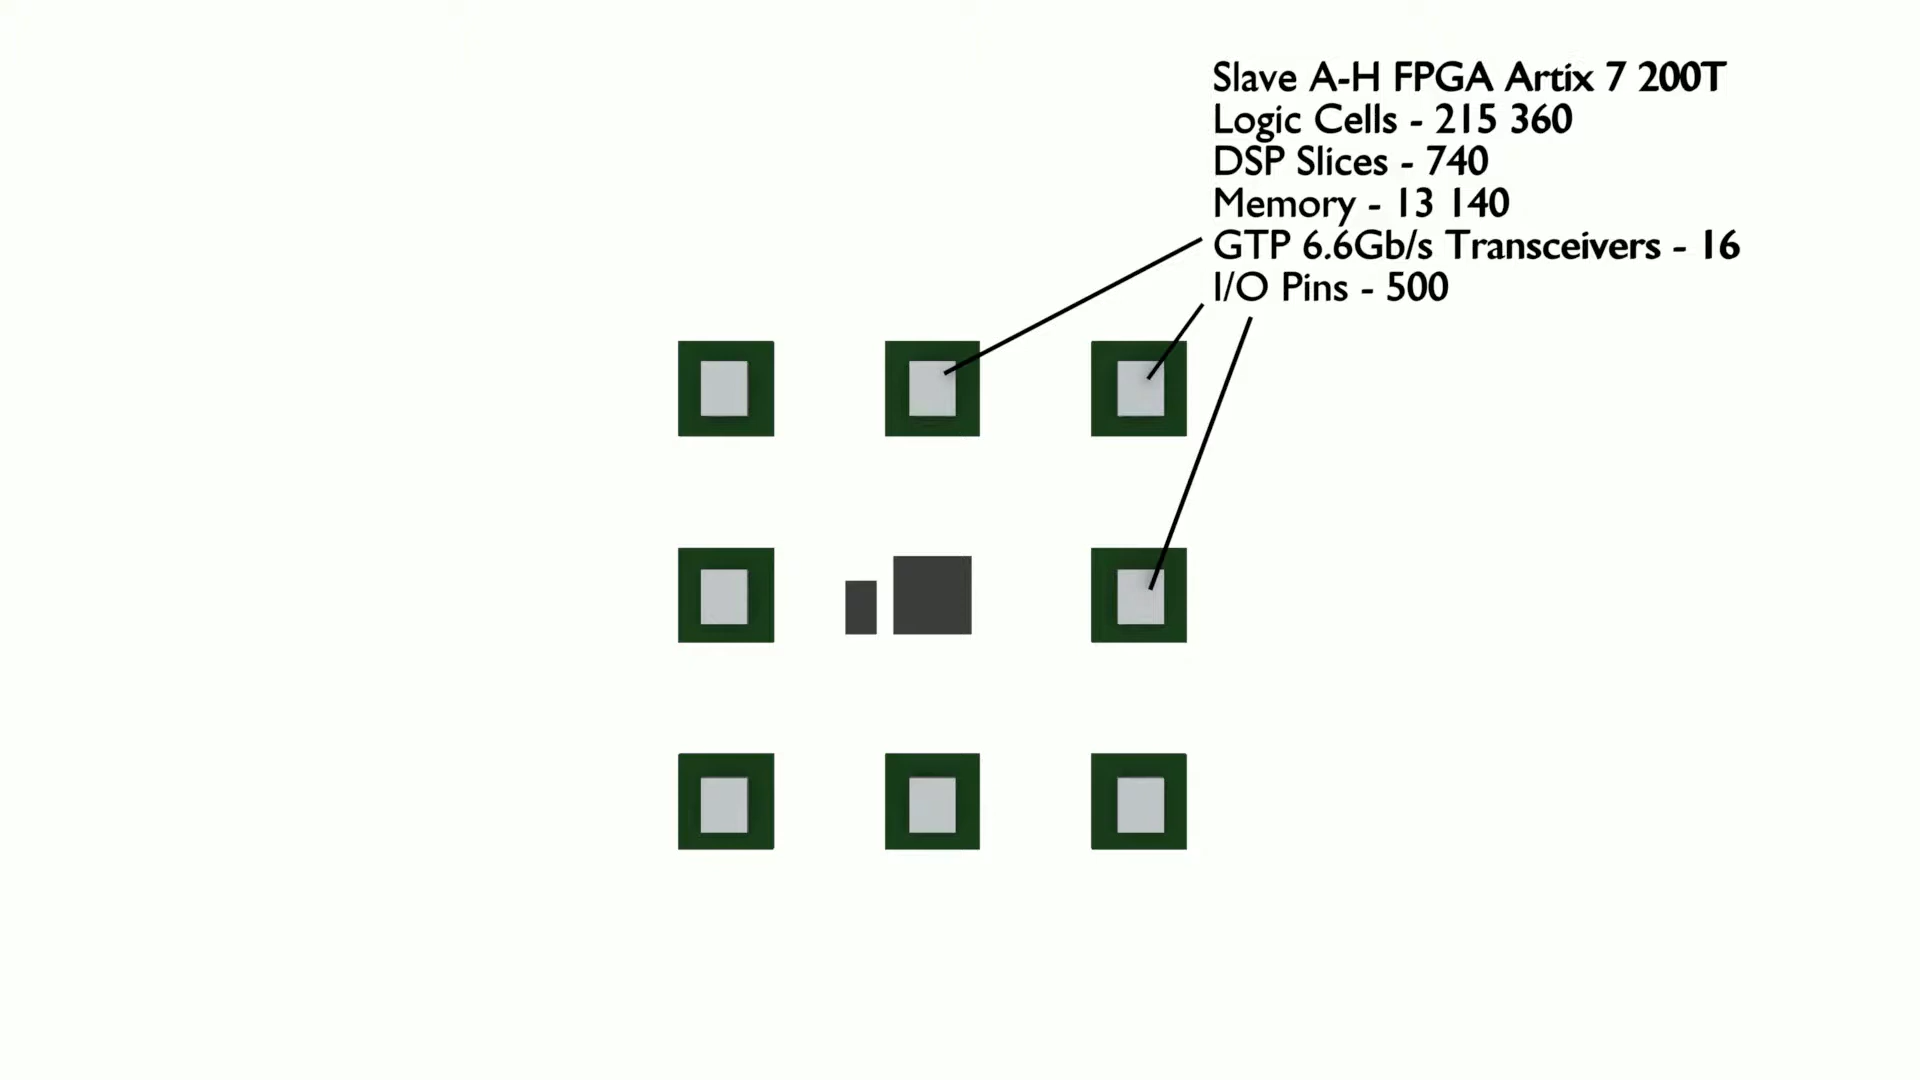 Slave A-H FPGA Artix 7 200T
Logic Cells - 215 360
DSP Slices - 740
Memory - 13 140
GTP 6.6Gb/s Transceivers - 16
I/O Pins - 500